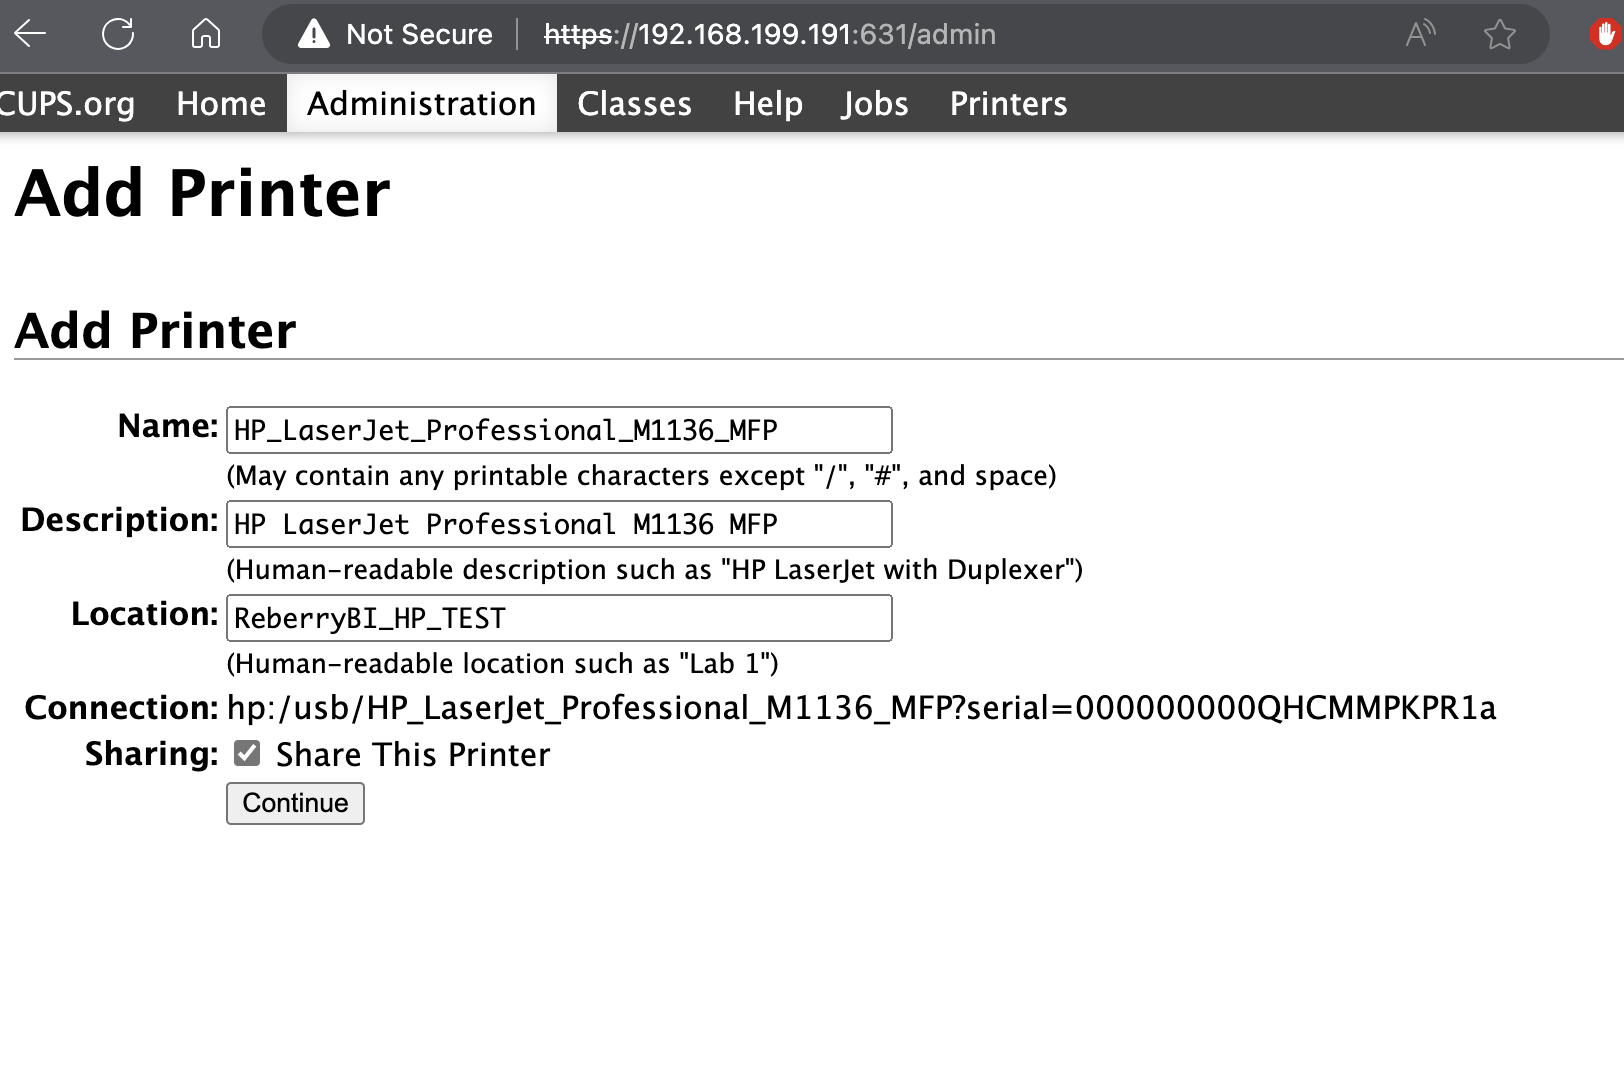 Not Secure https://192.168.199.191:631/admin
CUPS.org Home Administration Classes Help Jobs Printers
Add Printer
Add Printer
Name: HP_LaserJet_Professional_M1136_MFP
(May contain any printable characters except "/", "#", and space)
Description: HP LaserJet Professional M1136 MFP
(Human-readable description such as "HP LaserJet with Duplexer")
Location: ReberryBI_HP_TEST
(Human-readable location such as "Lab 1")
Connection: hp:/usb/HP_LaserJet_Professional_M1136_MFP?serial=000000000QHCMMPKPR1a
Sharing: Share This Printer
Continue